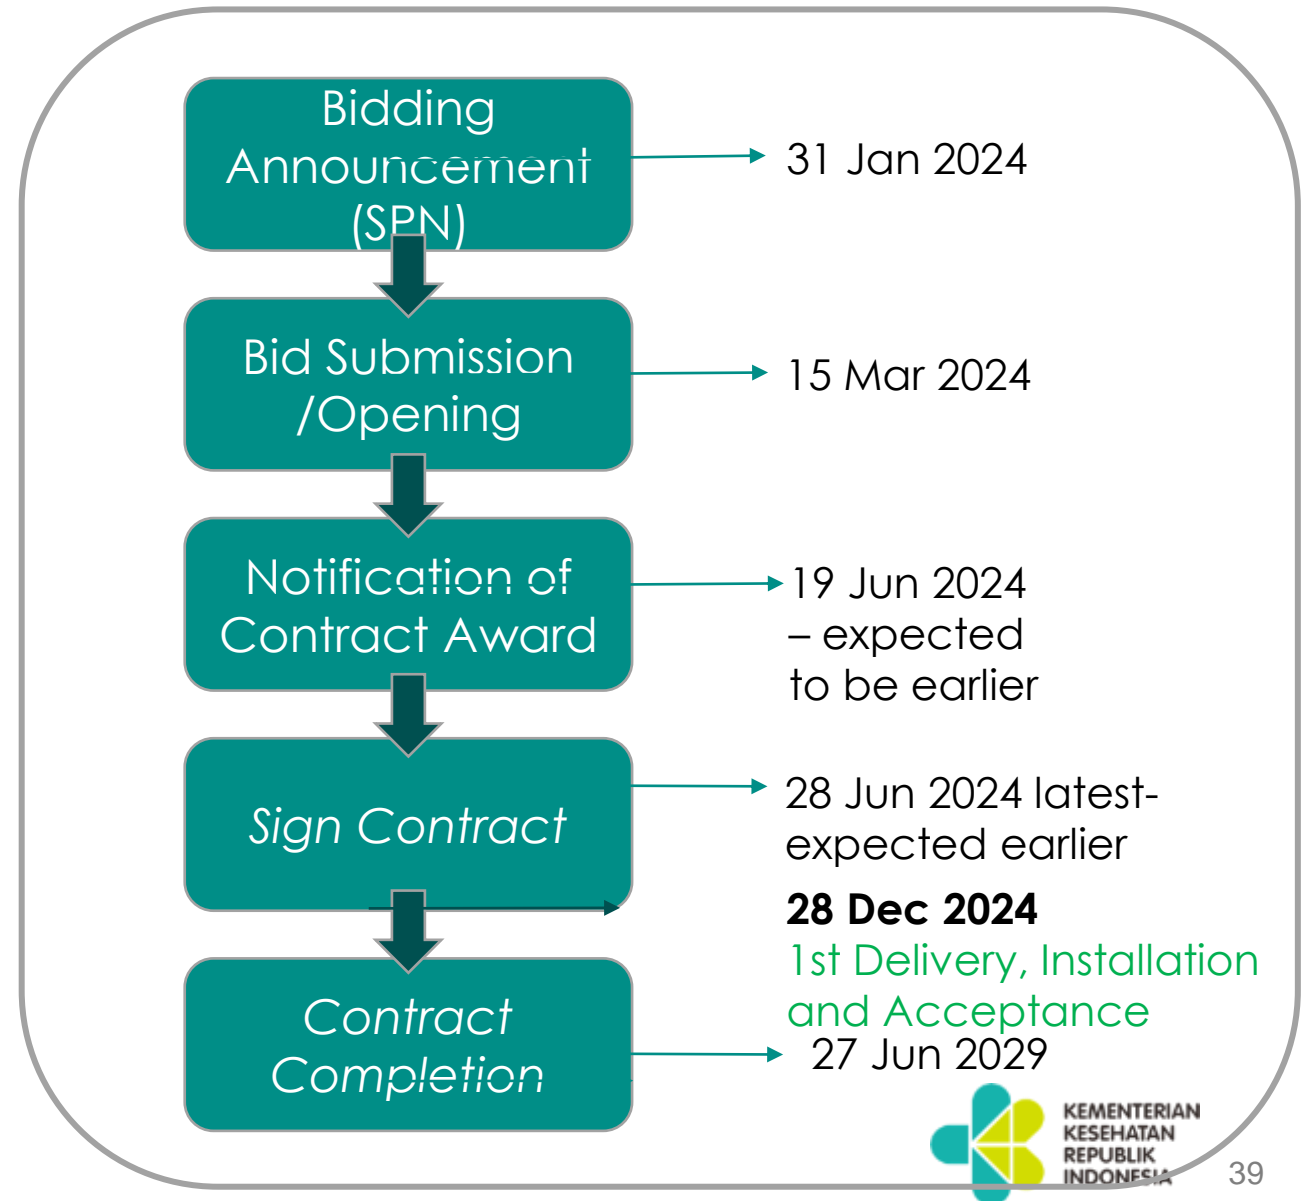 Bidding
Announcement
(SPN)
31 Jan 2024
Bid Submission
/Opening
15 Mar 2024
Notification of
Contract Award
19 Jun 2024
– expected
to be earlier
Sign Contract
28 Jun 2024 latest-
expected earlier
28 Dec 2024
1st Delivery, Installation
and Acceptance
Contract
Completion
27 Jun 2029
KEMENTERIAN
KESEHATAN
REPUBLIK
INDONESIA
39